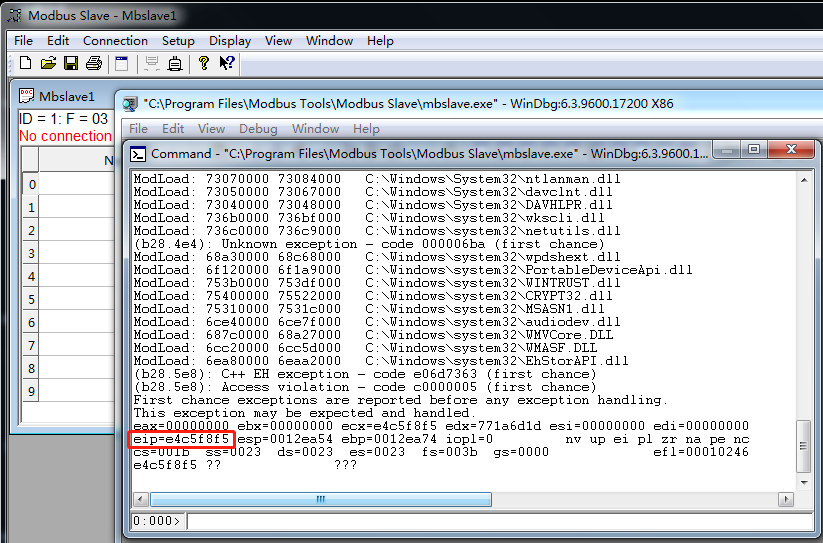 Modbus Slave - Mbslave1
File Edit Connection Setup Display View Window Help
Mbslave1
ID = 1: F = 03
No connection
N
0
1
2
3
4
5
6
7
8
9
"C:\Program Files\Modbus Tools\Modbus Slave\mbslave.exe" - WinDbg:6.3.9600.17200 X86
File Edit View Debug Window Help
Command - "C:\Program Files\Modbus Tools\Modbus Slave\mbslave.exe" - WinDbg:6.3.9600.1...
ModLoad: 73070000 73084000 C:\Windows\System32\ntlanman.dll
ModLoad: 73050000 73067000 C:\Windows\System32\davclnt.dll
ModLoad: 73040000 73048000 C:\Windows\System32\DAVHLPR.dll
ModLoad: 736b0000 736bf000 C:\Windows\system32\wkscli.dll
ModLoad: 736c0000 736c9000 C:\Windows\system32\netutils.dll
(b28.4e4): Unknown exception - code 000006ba (first chance)
ModLoad: 68a30000 68c68000 C:\Windows\system32\wpdshext.dll
ModLoad: 6f120000 6f1a9000 C:\Windows\system32\PortableDeviceApi.dll
ModLoad: 753b0000 753df000 C:\Windows\system32\WINTRUST.dll
ModLoad: 75400000 75522000 C:\Windows\system32\CRYPT32.dll
ModLoad: 75310000 7531c000 C:\Windows\system32\MSASN1.dll
ModLoad: 6ce40000 6ce7f000 C:\Windows\system32\audiodev.dll
ModLoad: 687c0000 68a27000 C:\Windows\system32\WMVCore.DLL
ModLoad: 6cc20000 6cc5d000 C:\Windows\system32\WMASF.DLL
ModLoad: 6ea80000 6eaa2000 C:\Windows\system32\EhStorAPI.dll
(b28.5e8): C++ EH exception - code e06d7363 (first chance)
(b28.5e8): Access violation - code c0000005 (first chance)
First chance exceptions are reported before any exception handling.
This exception may be expected and handled.
eax=00000000 ebx=00000000 ecx=e4c5f8f5 edx=771a6d1d esi=00000000 edi=00000000
eip=e4c5f8f5 esp=0012ea54 ebp=0012ea74 iopl=0 nv up ei pl zr na pe nc
cs=001b ss=0023 ds=0023 es=0023 fs=003b gs=0000 efl=00010246
e4c5f8f5 ?? ???
0:000>